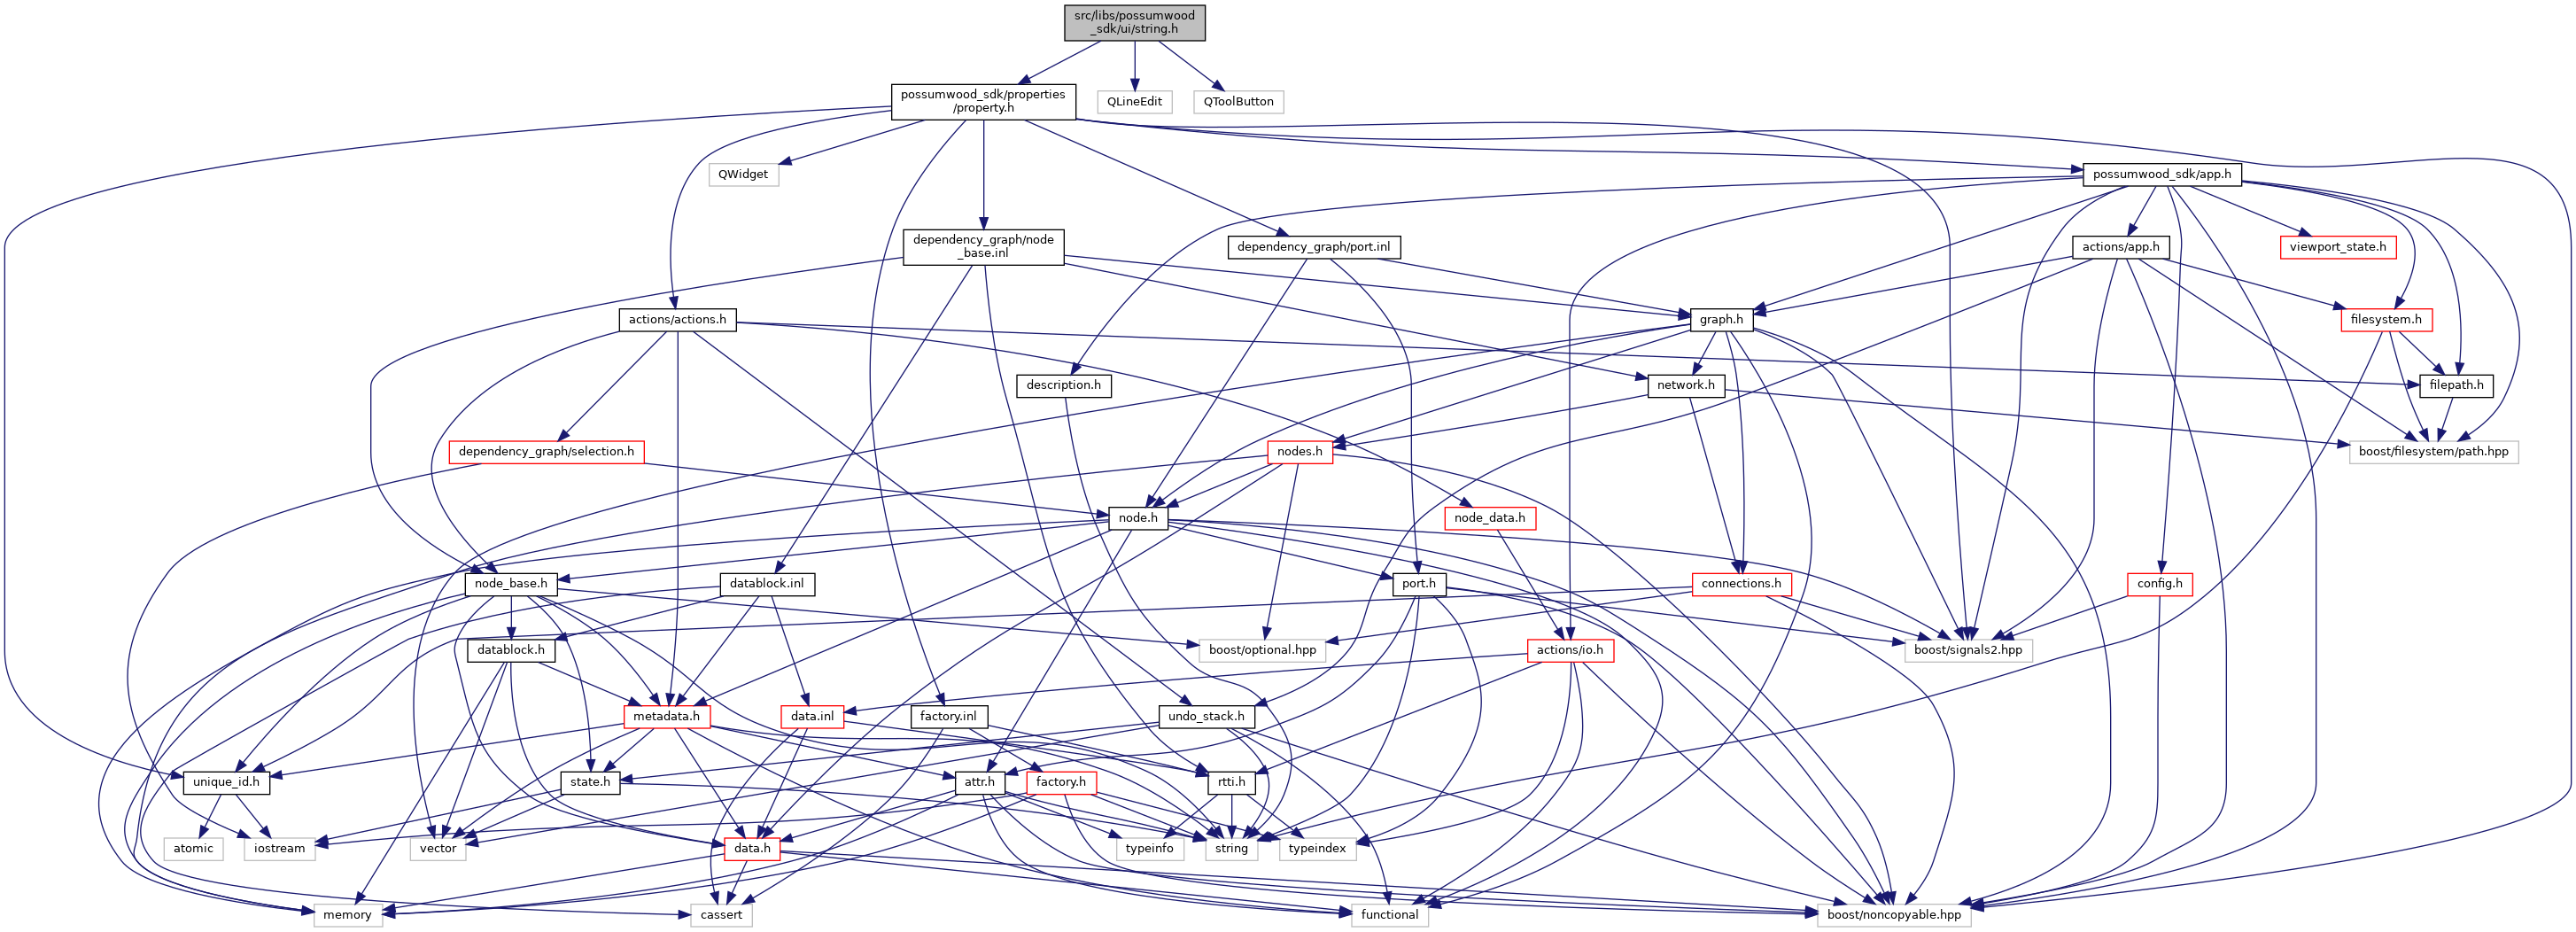 src/libs/possumwood
_sdk/ui/string.h
possumwood_sdk/properties
/property.h
QLineEdit
QToolButton
QWidget
possumwood_sdk/app.h
dependency_graph/node
_base.inl
dependency_graph/port.inl
actions/app.h
viewport_state.h
actions/actions.h
graph.h
filesystem.h
description.h
network.h
filepath.h
dependency_graph/selection.h
nodes.h
boost/filesystem/path.hpp
node.h
node_data.h
node_base.h
datablock.inl
port.h
connections.h
config.h
datablock.h
boost/optional.hpp
actions/io.h
boost/signals2.hpp
metadata.h
data.inl
factory.inl
undo_stack.h
unique_id.h
state.h
attr.h
factory.h
rtti.h
atomic
iostream
vector
data.h
typeinfo
string
typeindex
memory
cassert
functional
boost/noncopyable.hpp